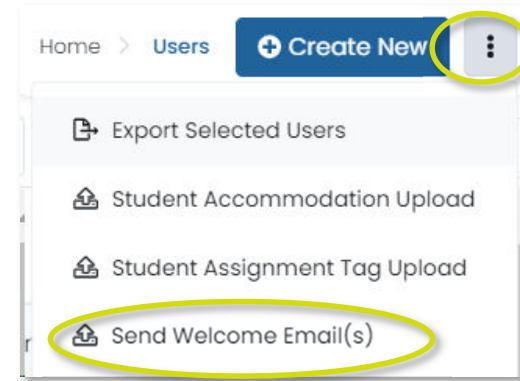 Home > Users Create New
Export Selected Users
Student Accommodation Upload
Student Assignment Tag Upload
Send Welcome Email(s)